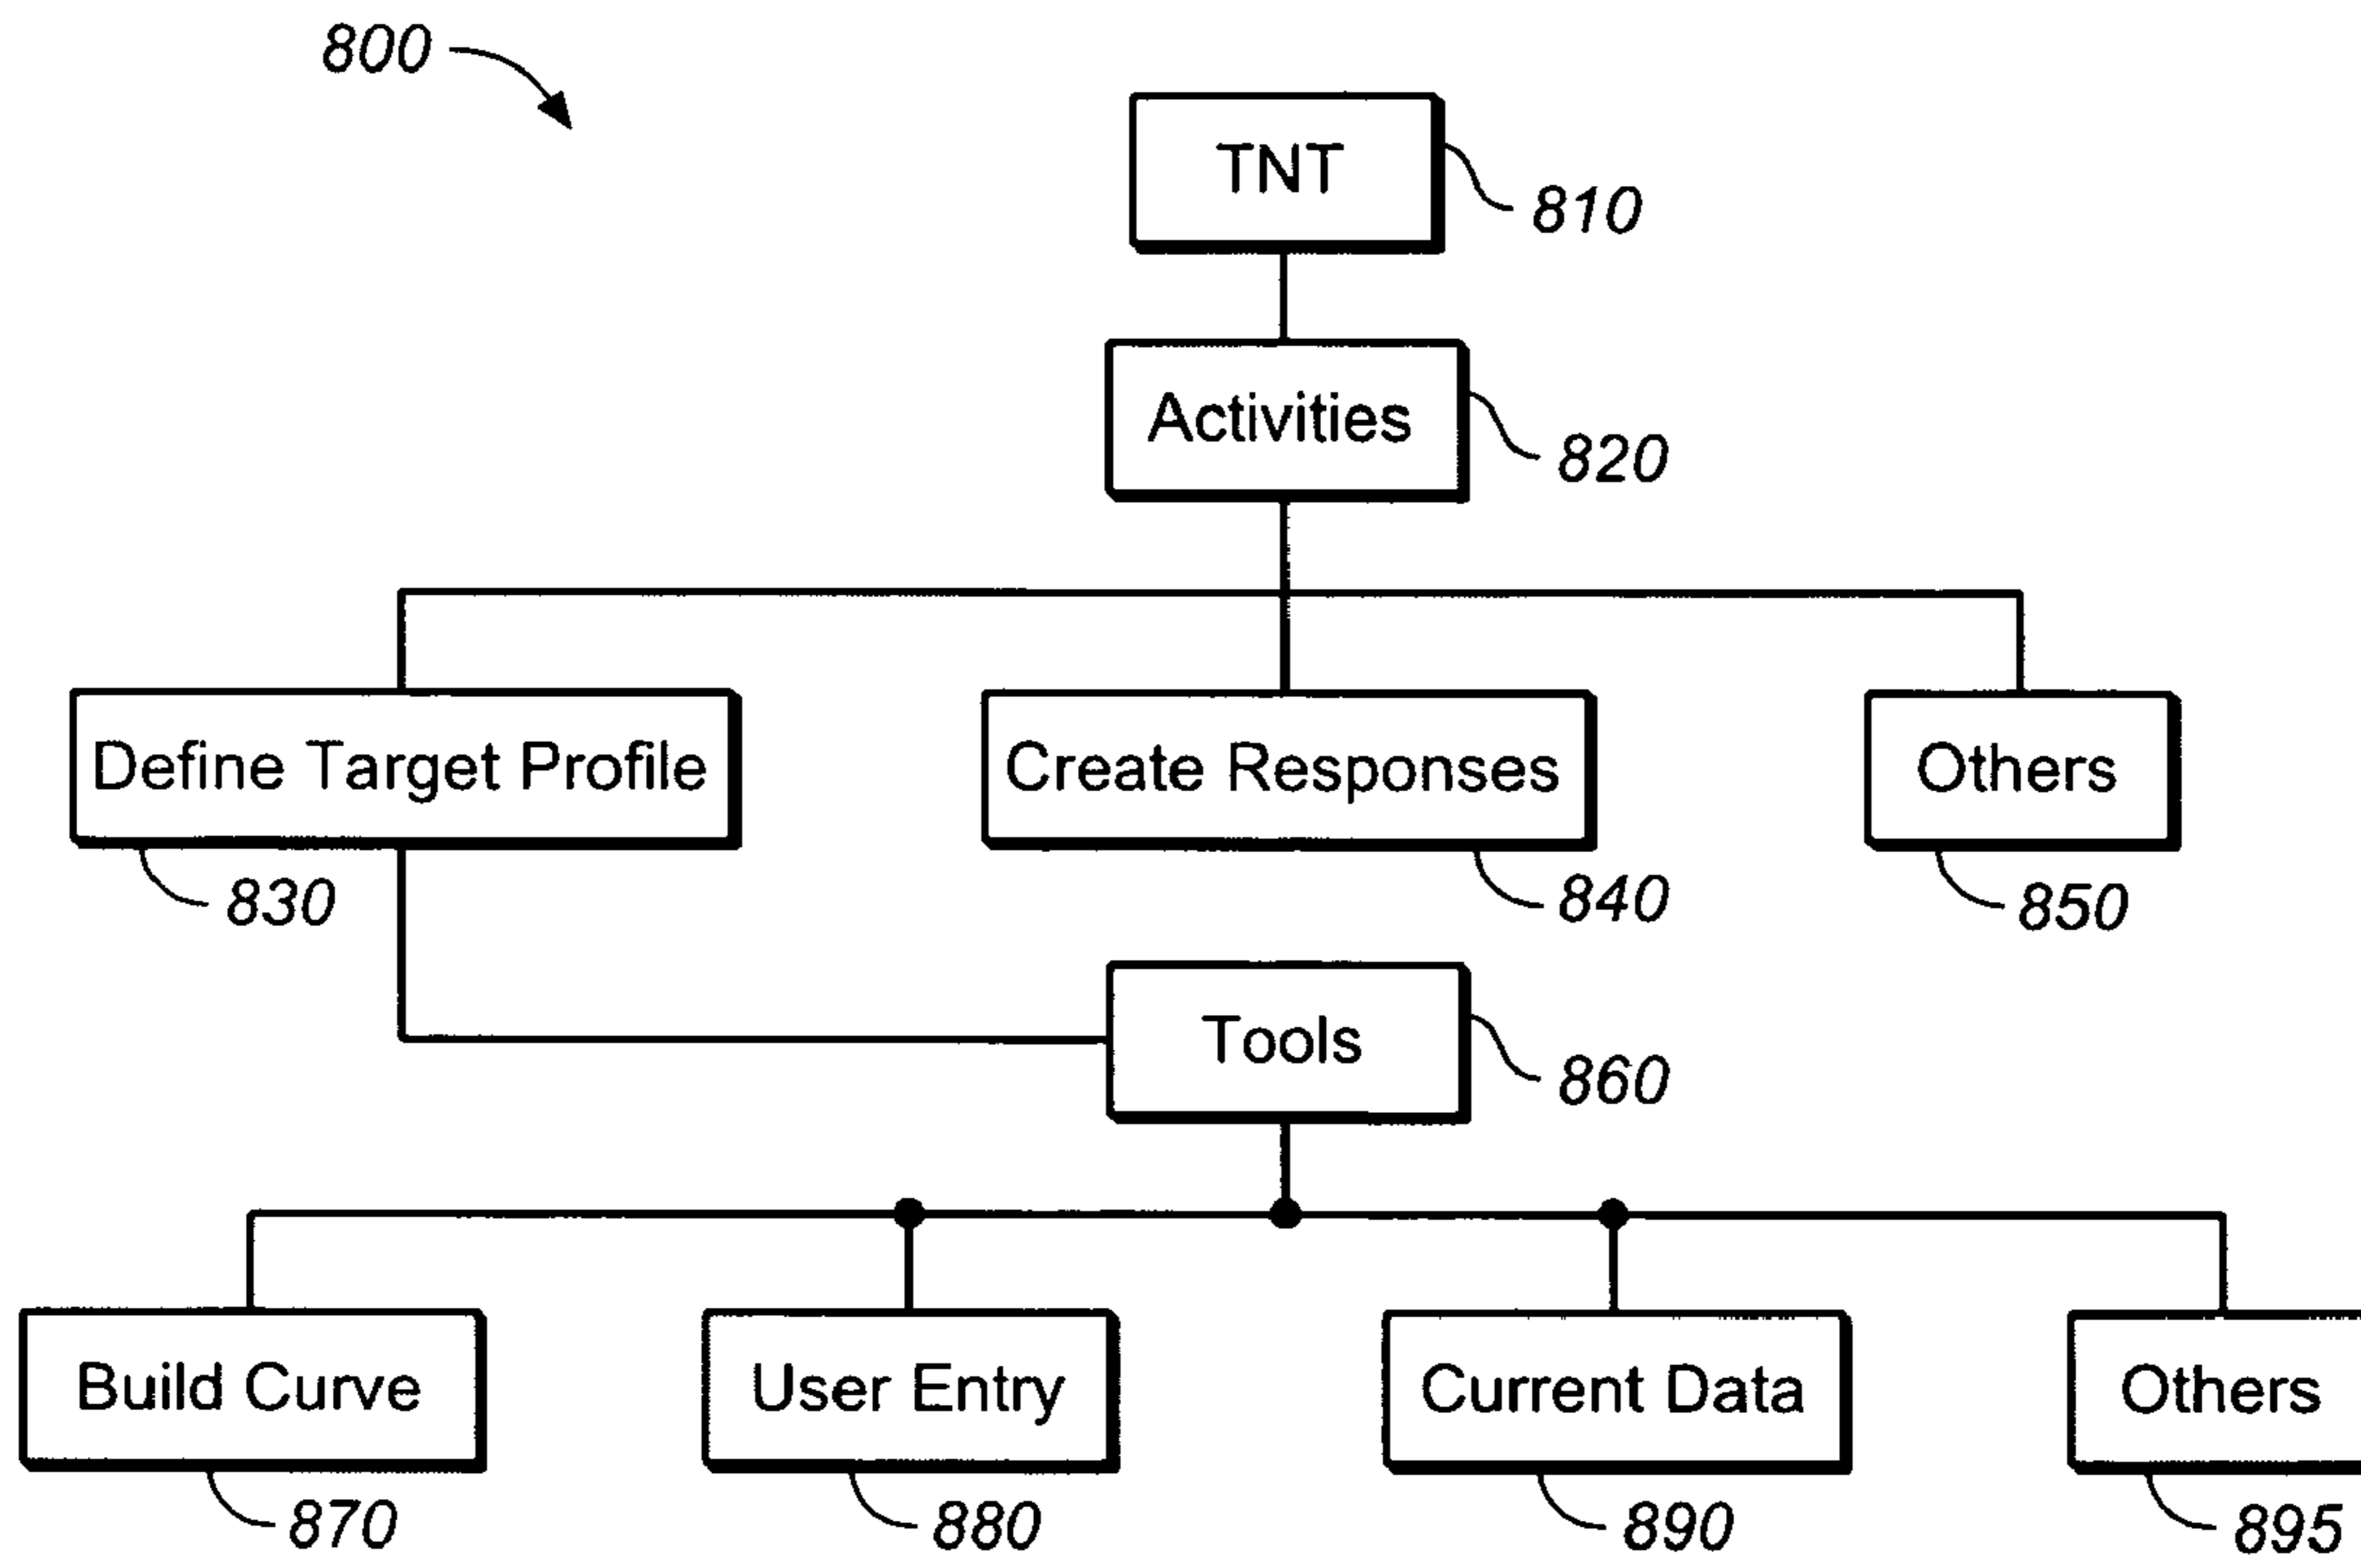 800
TNT
810
Activities
820
Define Target Profile
Create Responses
Others
830
840
850
Tools
860
Build Curve
User Entry
Current Data
Others
870
880
890
895